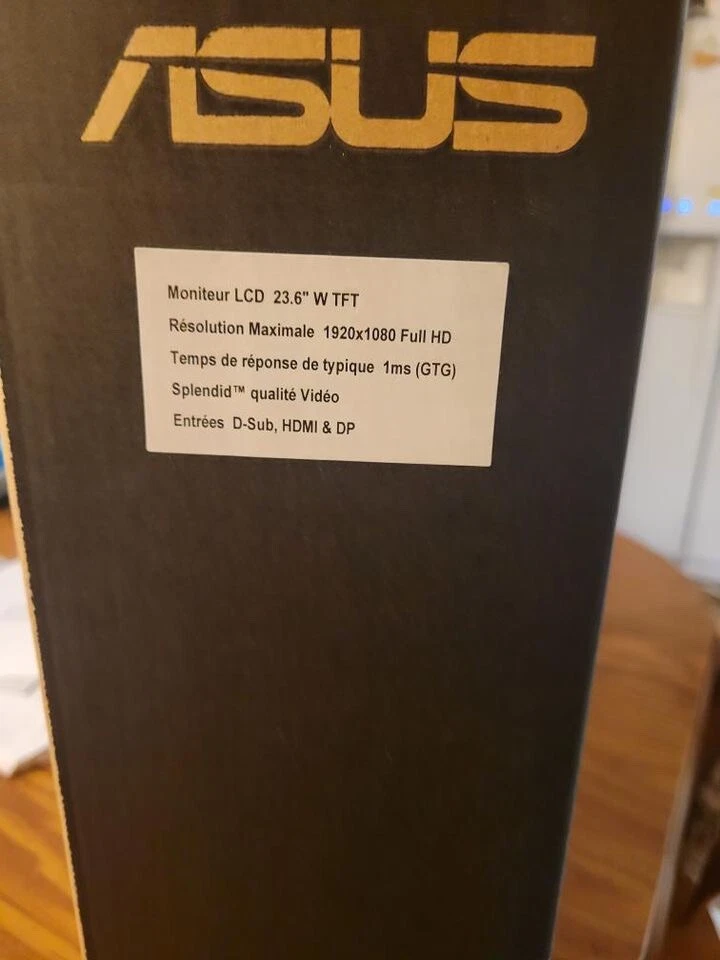 ASUS
Moniteur LCD 23.6" W TFT
Résolution Maximale 1920x1080 Full HD
Temps de réponse de typique 1ms (GTG)
Splendid™ qualité Vidéo
Entrées D-Sub, HDMI & DP